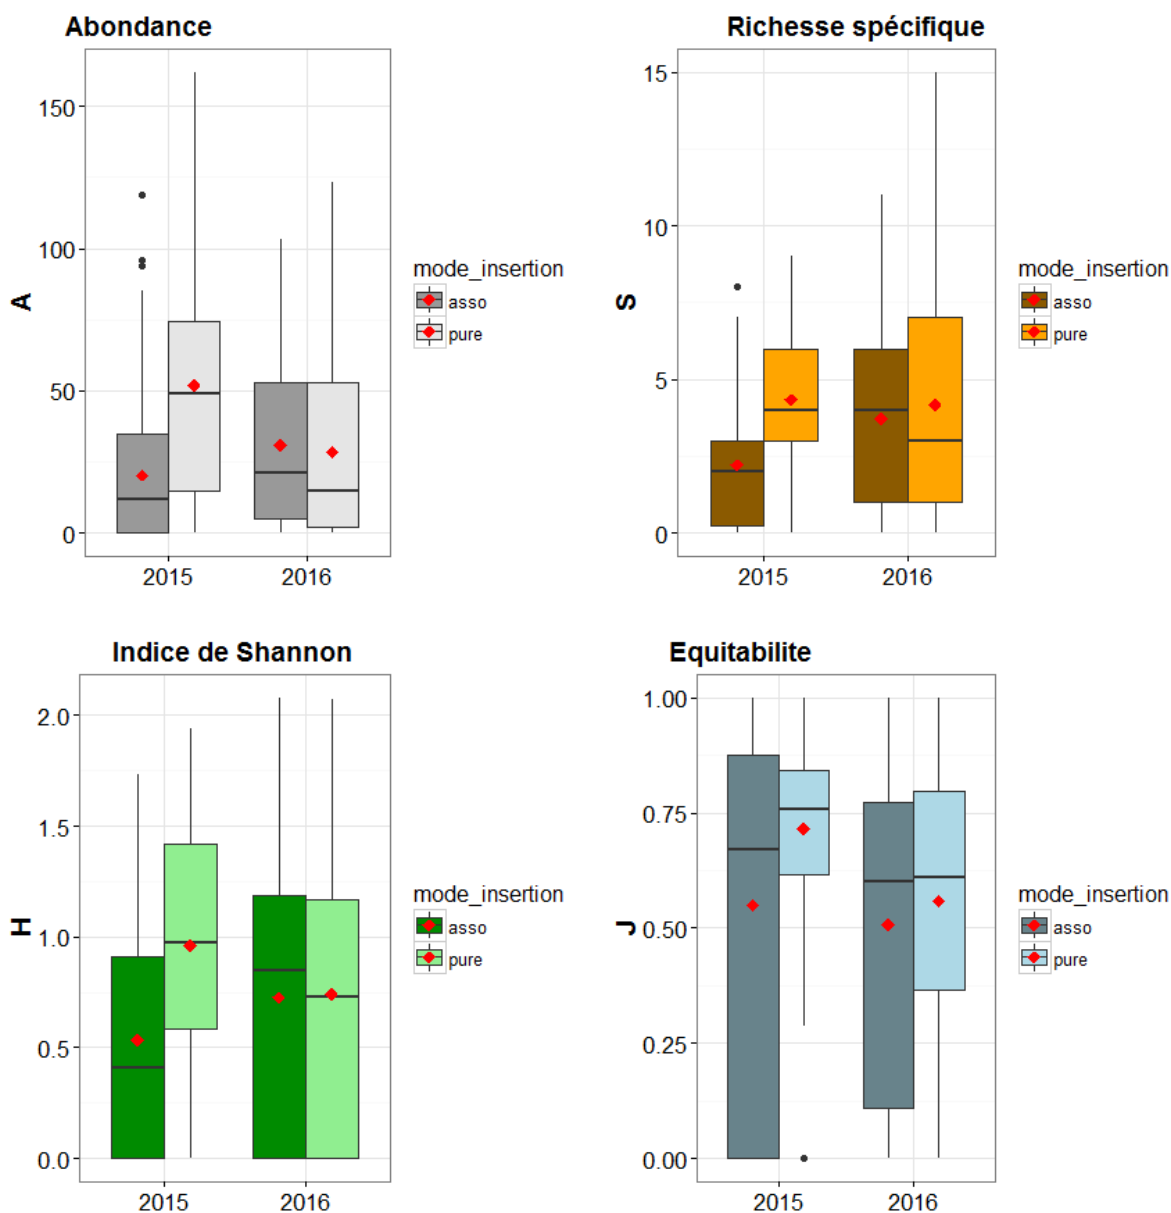 Abondance
A
150
100
50
0
2015
2016
mode_insertion
asso
pure
Richesse spécifique
S
15
10
5
0
2015
2016
mode_insertion
asso
pure
Indice de Shannon
H
2.0
1.5
1.0
0.5
0.0
2015
2016
mode_insertion
asso
pure
Equitabilite
J
1.00
0.75
0.50
0.25
0.00
2015
2016
mode_insertion
asso
pure